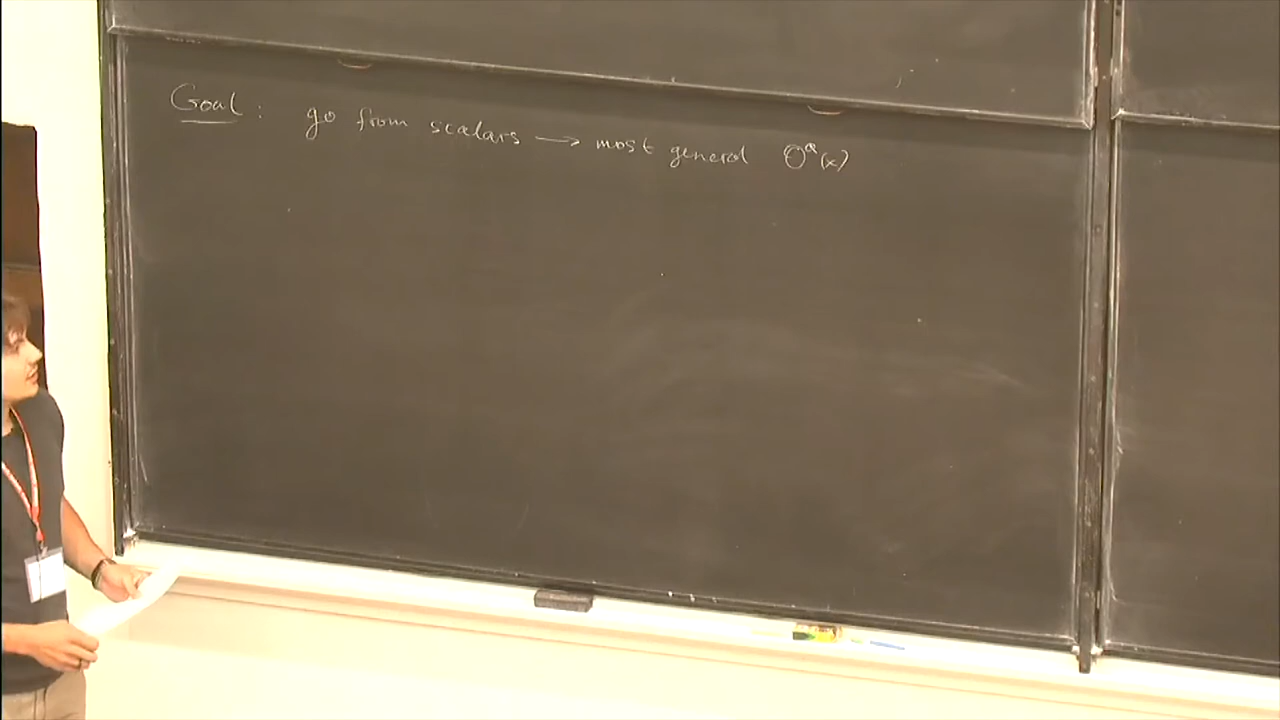 Goal : go from scalars → most general O^a(x)